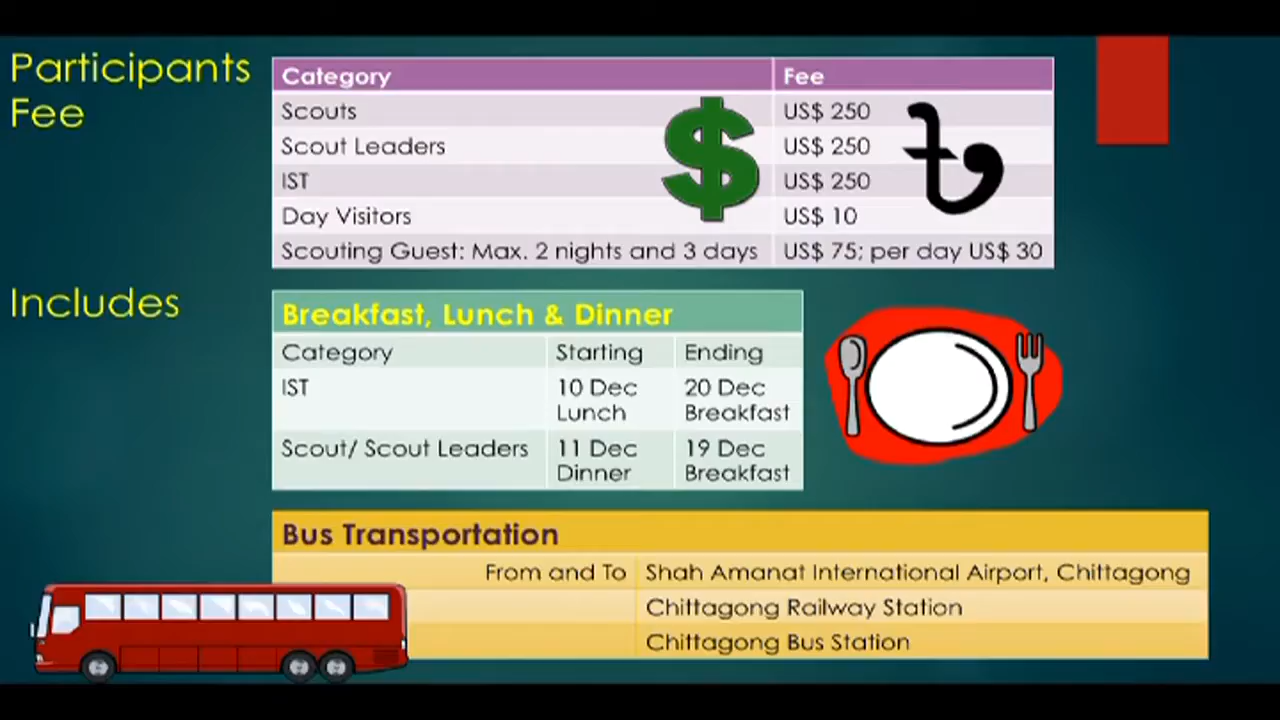 Participants
Fee
Category Fee
Scouts US$ 250
Scout Leaders US$ 250
IST US$ 250
Day Visitors US$ 10
Scouting Guest: Max. 2 nights and 3 days US$ 75; per day US$ 30
$
৳
Includes
Breakfast, Lunch & Dinner
Category Starting Ending
IST 10 Dec Lunch 20 Dec Breakfast
Scout/ Scout Leaders 11 Dec Dinner 19 Dec Breakfast
Bus Transportation
From and To Shah Amanat International Airport, Chittagong
Chittagong Railway Station
Chittagong Bus Station